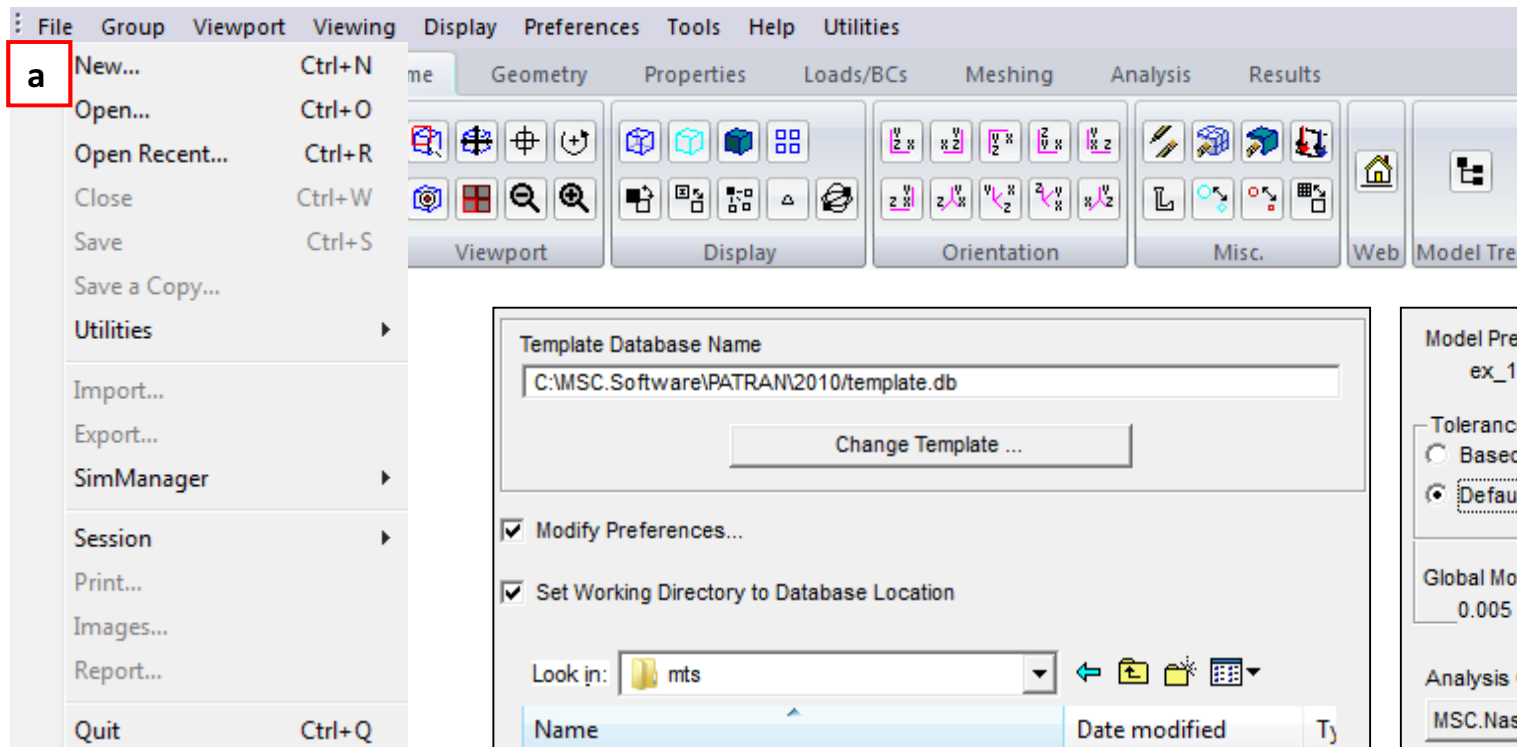 File Group Viewport Viewing Display Preferences Tools Help Utilities
a
New... Ctrl+N
Open... Ctrl+O
Open Recent... Ctrl+R
Close Ctrl+W
Save Ctrl+S
Save a Copy...
Utilities
Import...
Export...
SimManager
Session
Print...
Images...
Report...
Quit Ctrl+Q
me Geometry Properties Loads/BCs Meshing Analysis Results
Viewport Display Orientation Misc. Web Model Tre
Template Database Name
C:\MSC.Software\PATRAN\2010/template.db
Change Template ...
Modify Preferences...
Set Working Directory to Database Location
Look in: mts
Name Date modified Ty
Model Pre
ex_1
Toleranc
Based
Defau
Global Mo
0.005
Analysis
MSC.Nas